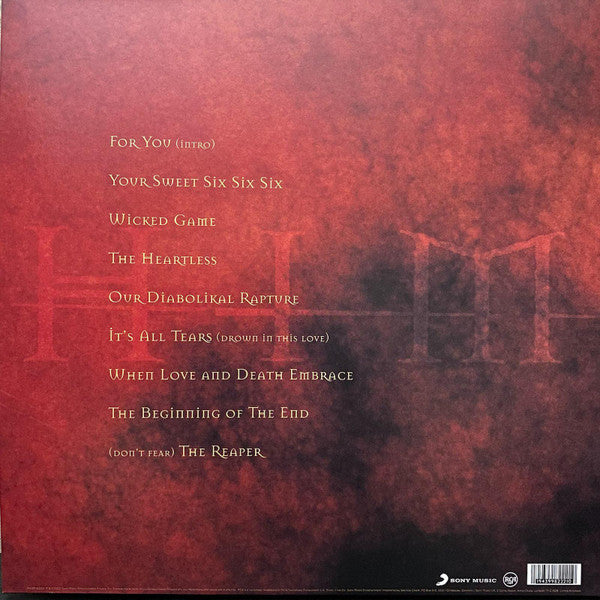 For You (intro)
Your Sweet Six Six Six
Wicked Game
The Heartless
Our Diabolikal Rapture
It's All Tears (drown in this love)
When Love and Death Embrace
The Beginning of The End
(don't fear) The Reaper
HIM
SONY MUSIC
RCA